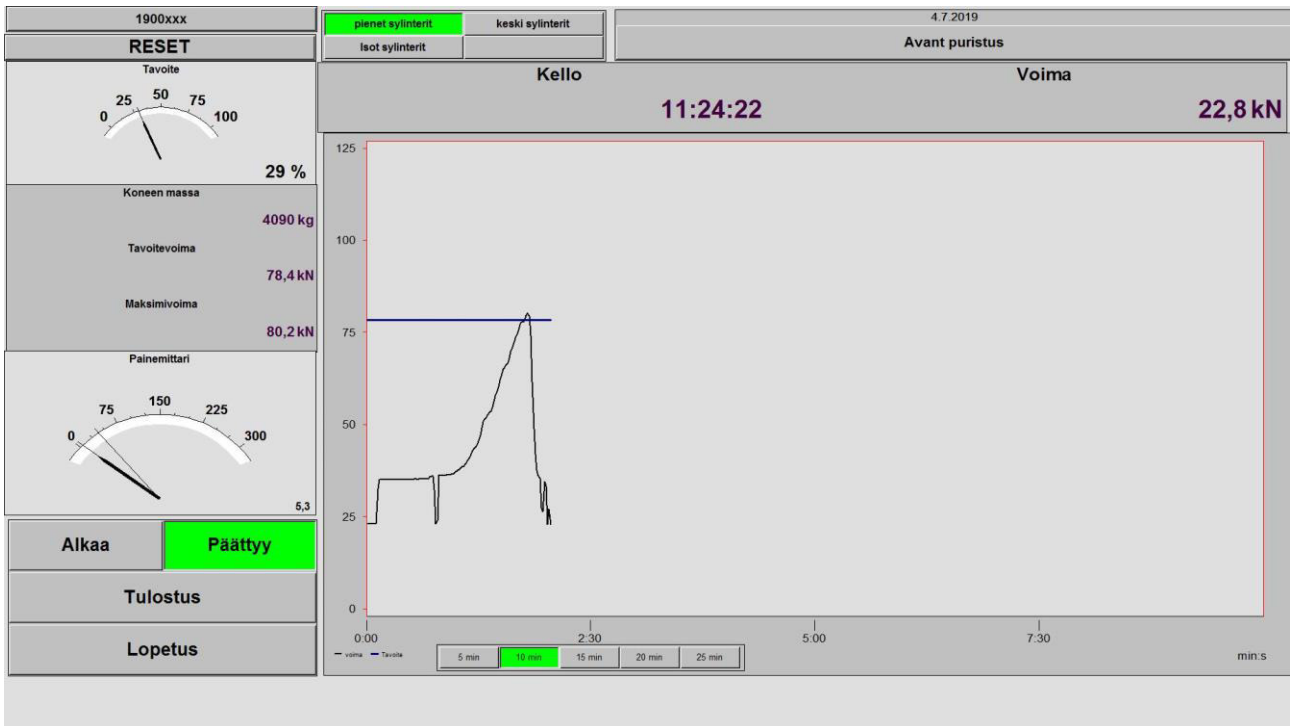 1900xxx
RESET
Tavoite
0 25 50 75 100
29 %
Koneen massa
4090 kg
Tavoitevoima
78,4 kN
Maksimivoima
80,2 kN
Painemittari
0 75 150 225 300
5,3
Alkaa Päättyy
Tulostus
Lopetus
pienet sylinterit keski sylinterit
Isot sylinterit
4.7.2019
Avant puristus
Kello Voima
11:24:22 22,8 kN
125
100
75
50
25
0
0:00 2:30 5:00 7:30
voima Tavoite
5 min 10 min 15 min 20 min 25 min
min:s